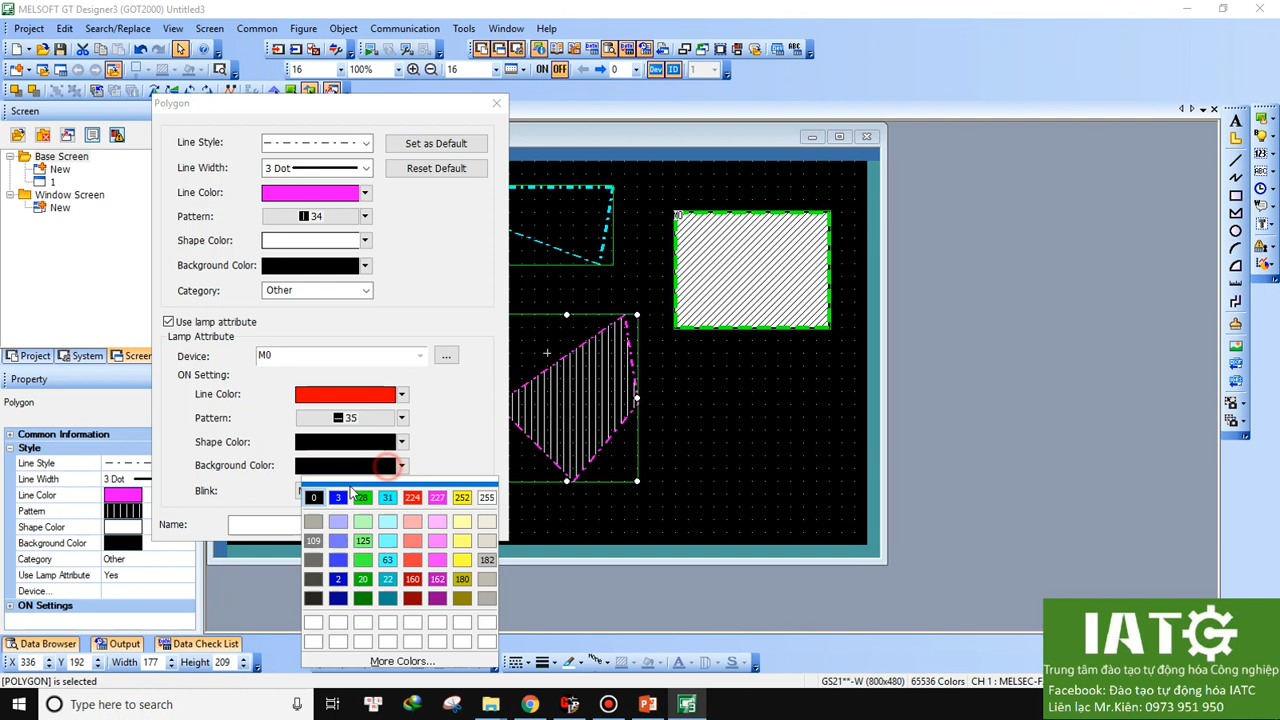 MELSOFT GT Designer3 (GOT2000) Untitled3
Project Edit Search/Replace View Screen Common Figure Object Communication Tools Window Help
16 100% 16 ON OFF 0 Dev ID 1
Screen
Base Screen
New
1
Window Screen
New
Project System Screen
Property
Polygon
Common Information
Style
Line Style
Line Width 3 Dot
Line Color
Pattern
Shape Color
Background Color
Category Other
Use Lamp Attribute Yes
Device...
ON Settings
Polygon
Line Style:
Set as Default
Line Width: 3 Dot
Reset Default
Line Color:
Pattern: 34
Shape Color:
Background Color:
Category: Other
Use lamp attribute
Lamp Attribute
Device: M0 ...
ON Setting:
Line Color:
Pattern: 35
Shape Color:
Background Color:
Blink:
Name:
0 3 28 31 224 227 252 255
109 125
63 182
2 20 22 160 162 180
More Colors...
M0
Data Browser Output Data Check List
X 336 Y 192 Width 177 Height 209
[POLYGON] is selected
GS21**-W (800x480) 65536 Colors CH 1 : MELSEC-F
Type here to search
IATC
Trung tâm đào tạo tự động hóa Công nghiệp
Facebook: Đào tạo tự động hóa IATC
Liên lạc Mr.Kiên: 0973 951 950